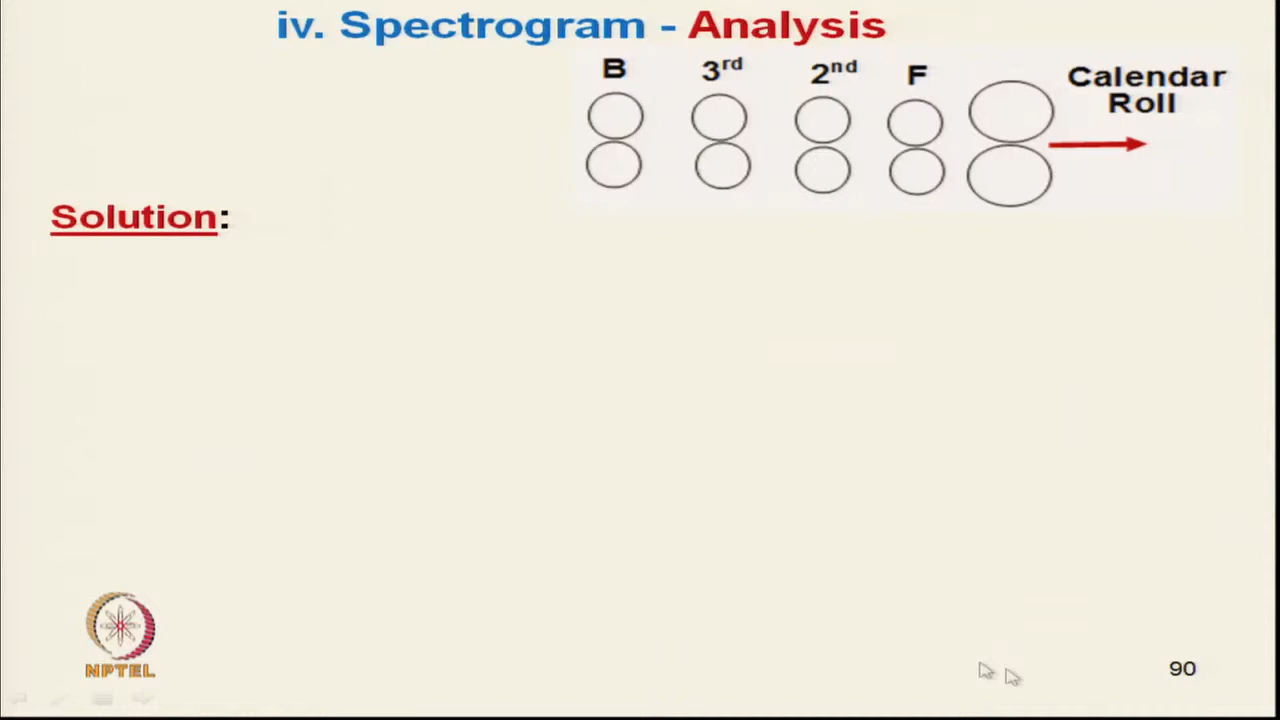 iv. Spectrogram - Analysis
B 3rd 2nd F
Calendar
Roll
Solution:
NPTEL
90